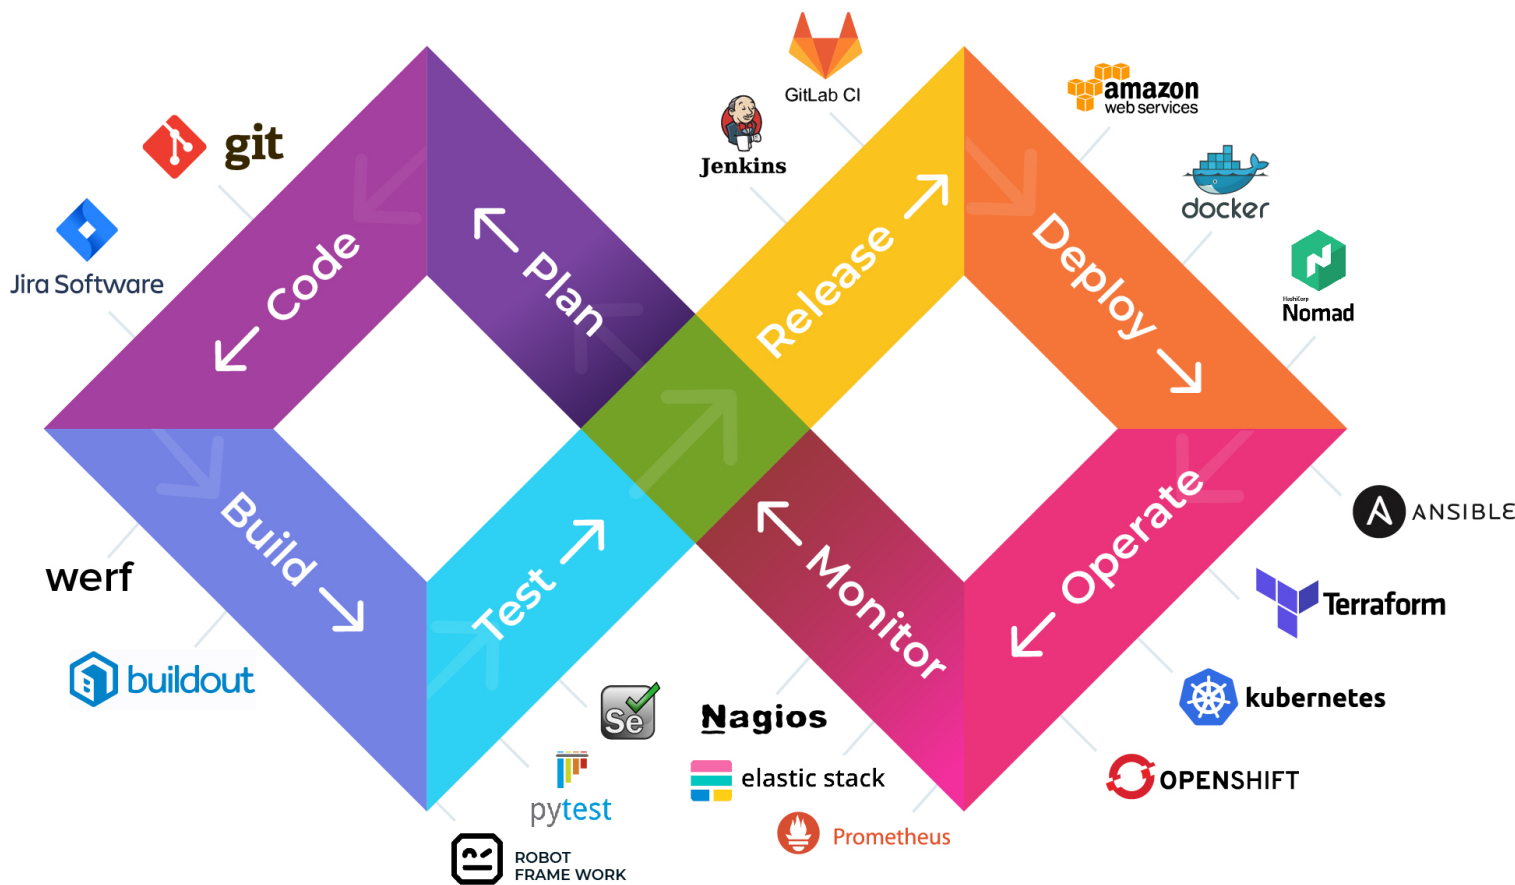 GitLab CI
Jenkins
amazon
web services
git
docker
Jira Software
HashiCorp
Nomad
Code
Plan
Release
Deploy
Build
Test
Monitor
Operate
ANSIBLE
werf
Terraform
buildout
Se
Nagios
kubernetes
elastic stack
OPENSHIFT
pytest
Prometheus
ROBOT
FRAME WORK